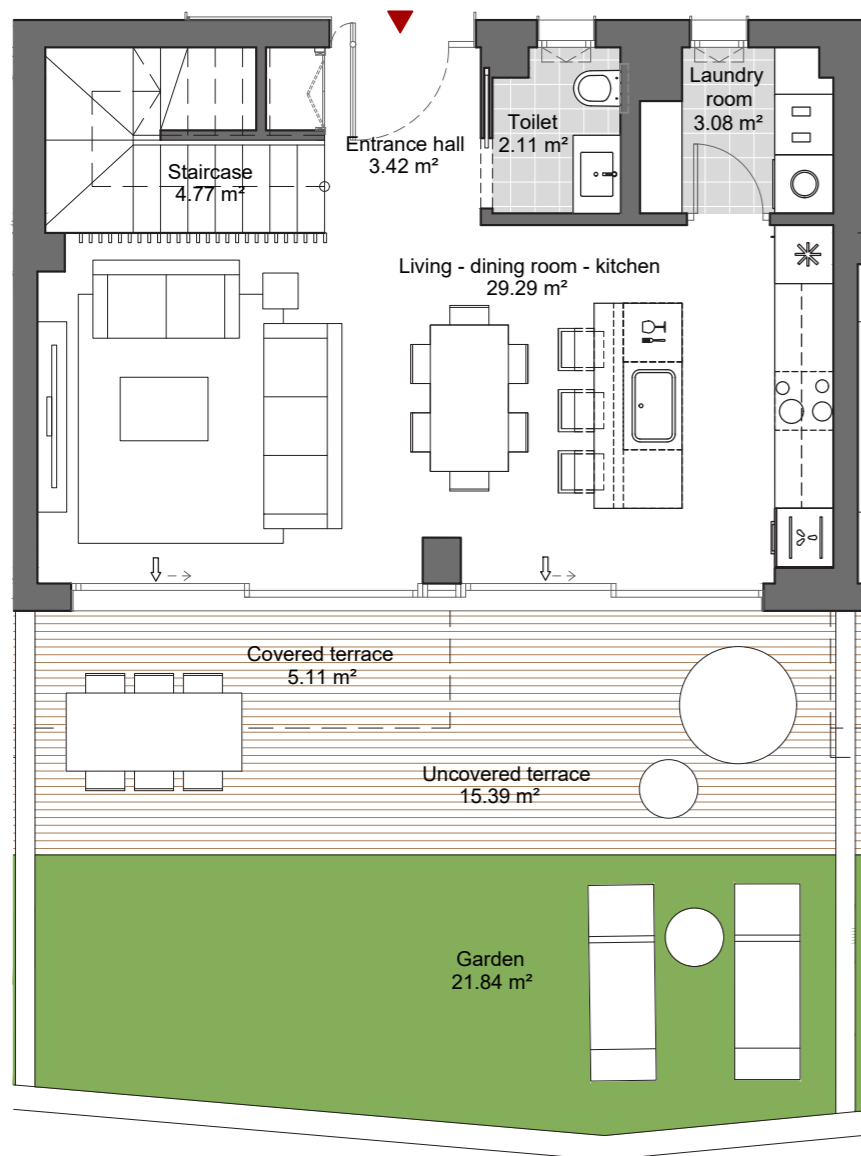 Laundry
room
3.08 m²
Toilet
2.11 m²
Entrance hall
3.42 m²
Staircase
4.77 m²
Living - dining room - kitchen
29.29 m²
Covered terrace
5.11 m²
Uncovered terrace
15.39 m²
Garden
21.84 m²